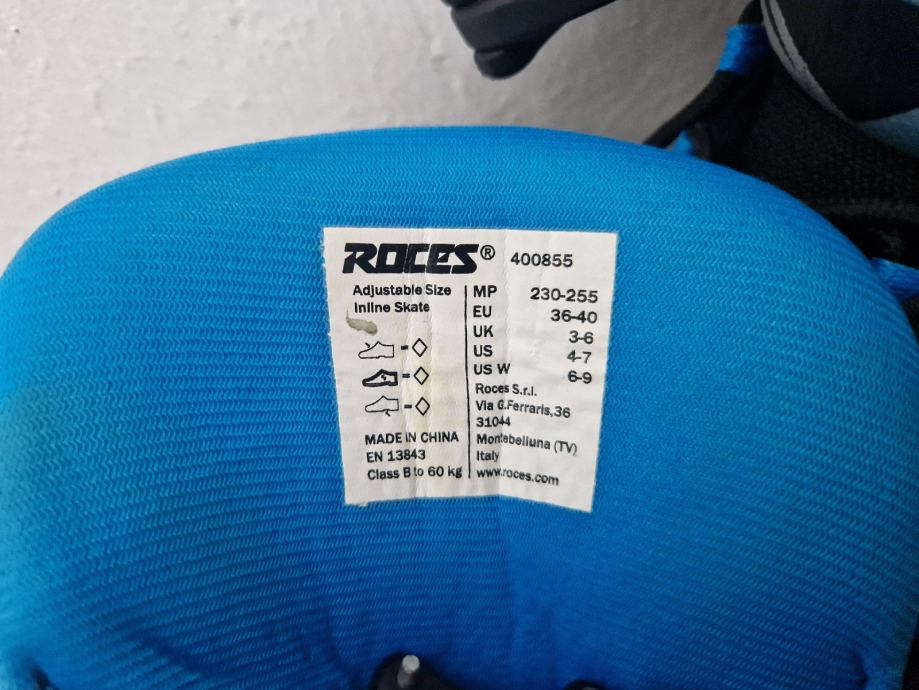 ROCES® 400855
Adjustable Size
Inline Skate
MADE IN CHINA
EN 13843
Class B to 60 kg
MP 230-255
EU 36-40
UK 3-6
US 4-7
US W 6-9
Roces S.r.l.
Via G.Ferraris,36
31044
Montebelluna (TV)
Italy
www.roces.com